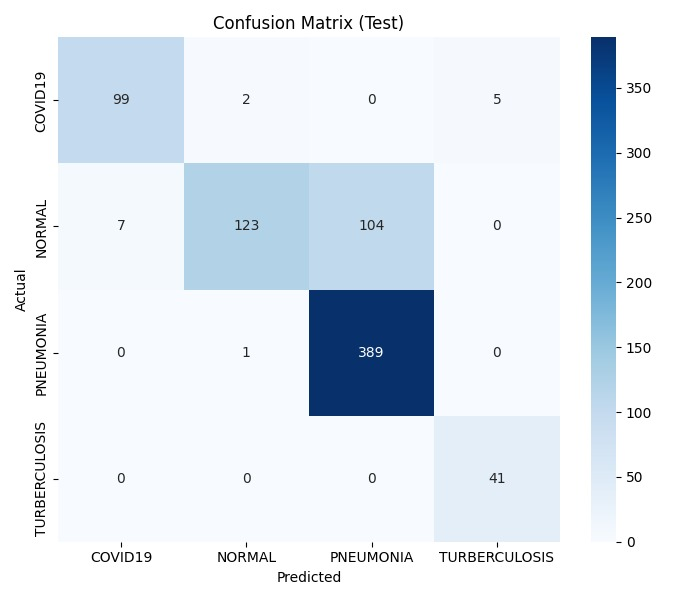 Confusion Matrix (Test)
COVID19 99 2 0 5
NORMAL 7 123 104 0
PNEUMONIA 0 1 389 0
TURBERCULOSIS 0 0 0 41
COVID19 NORMAL PNEUMONIA TURBERCULOSIS
Predicted
Actual
350
300
250
200
150
100
50
0